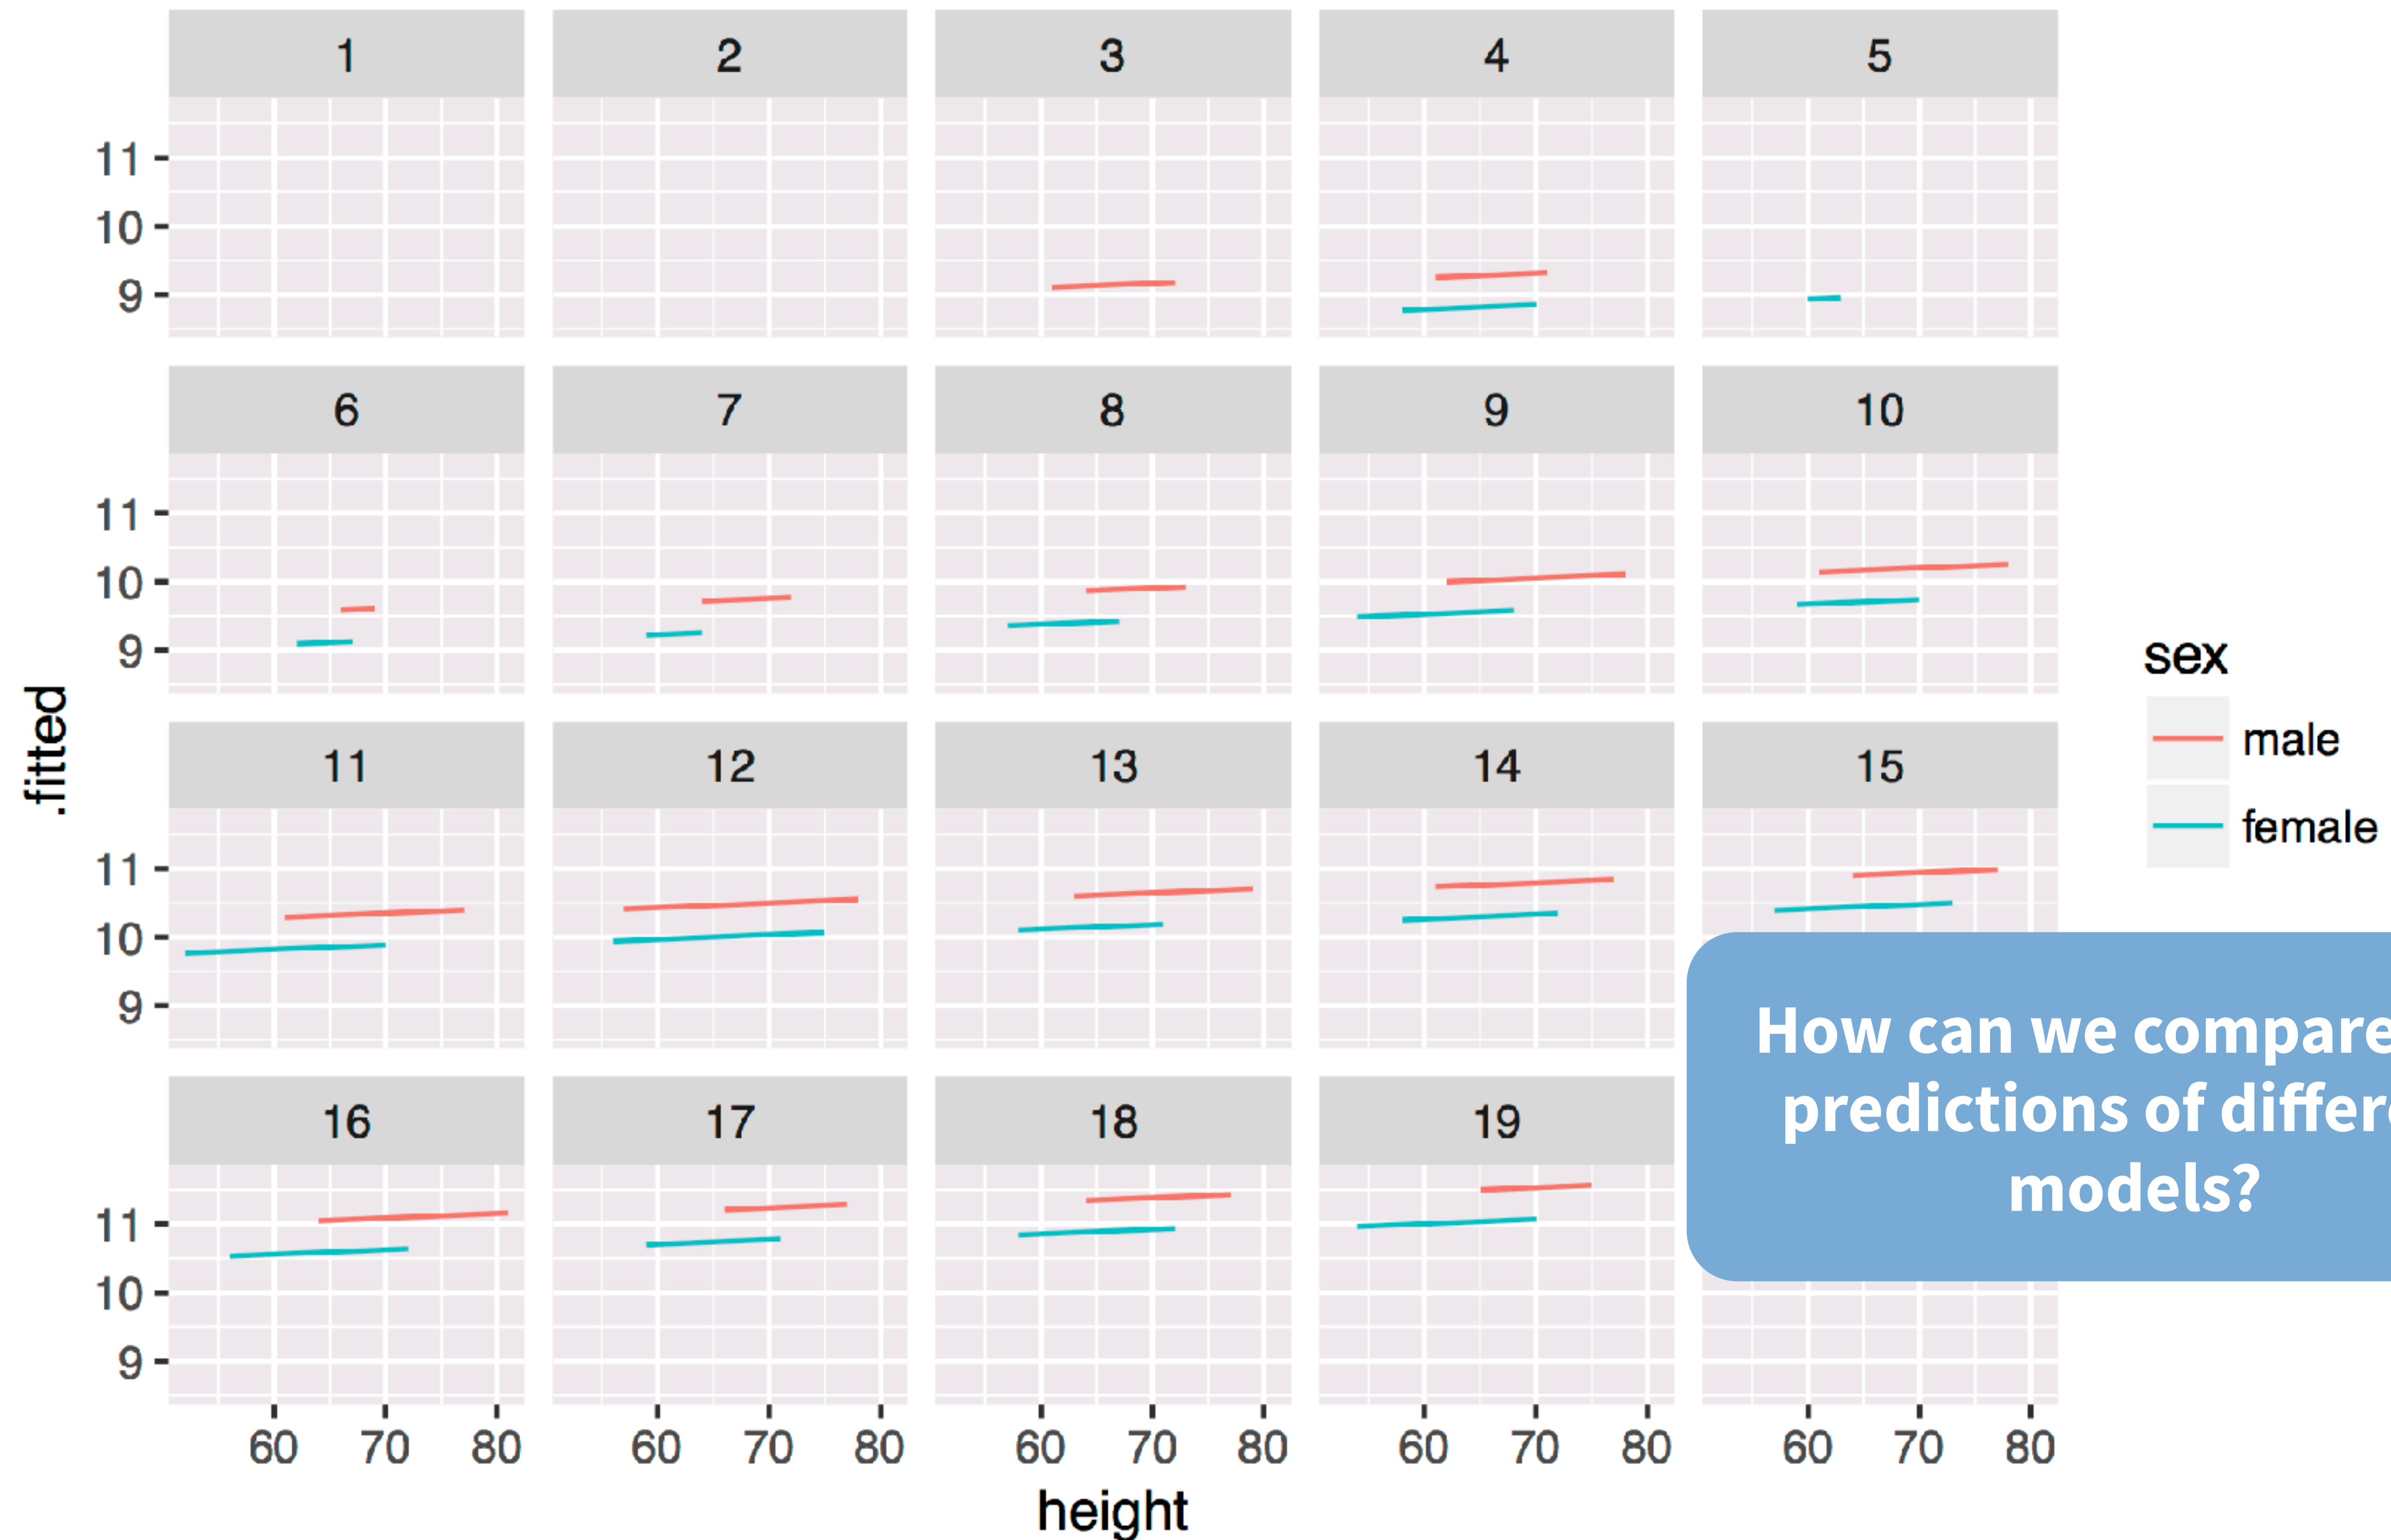 1 2 3 4 5
11
10
9
6 7 8 9 10
11
10
9
.fitted
sex
male
female
11 12 13 14 15
11
10
9
How can we compare
predictions of differ
models?
16 17 18 19
11
10
9
60 70 80 60 70 80 60 70 80 60 70 80 60 70 80
height